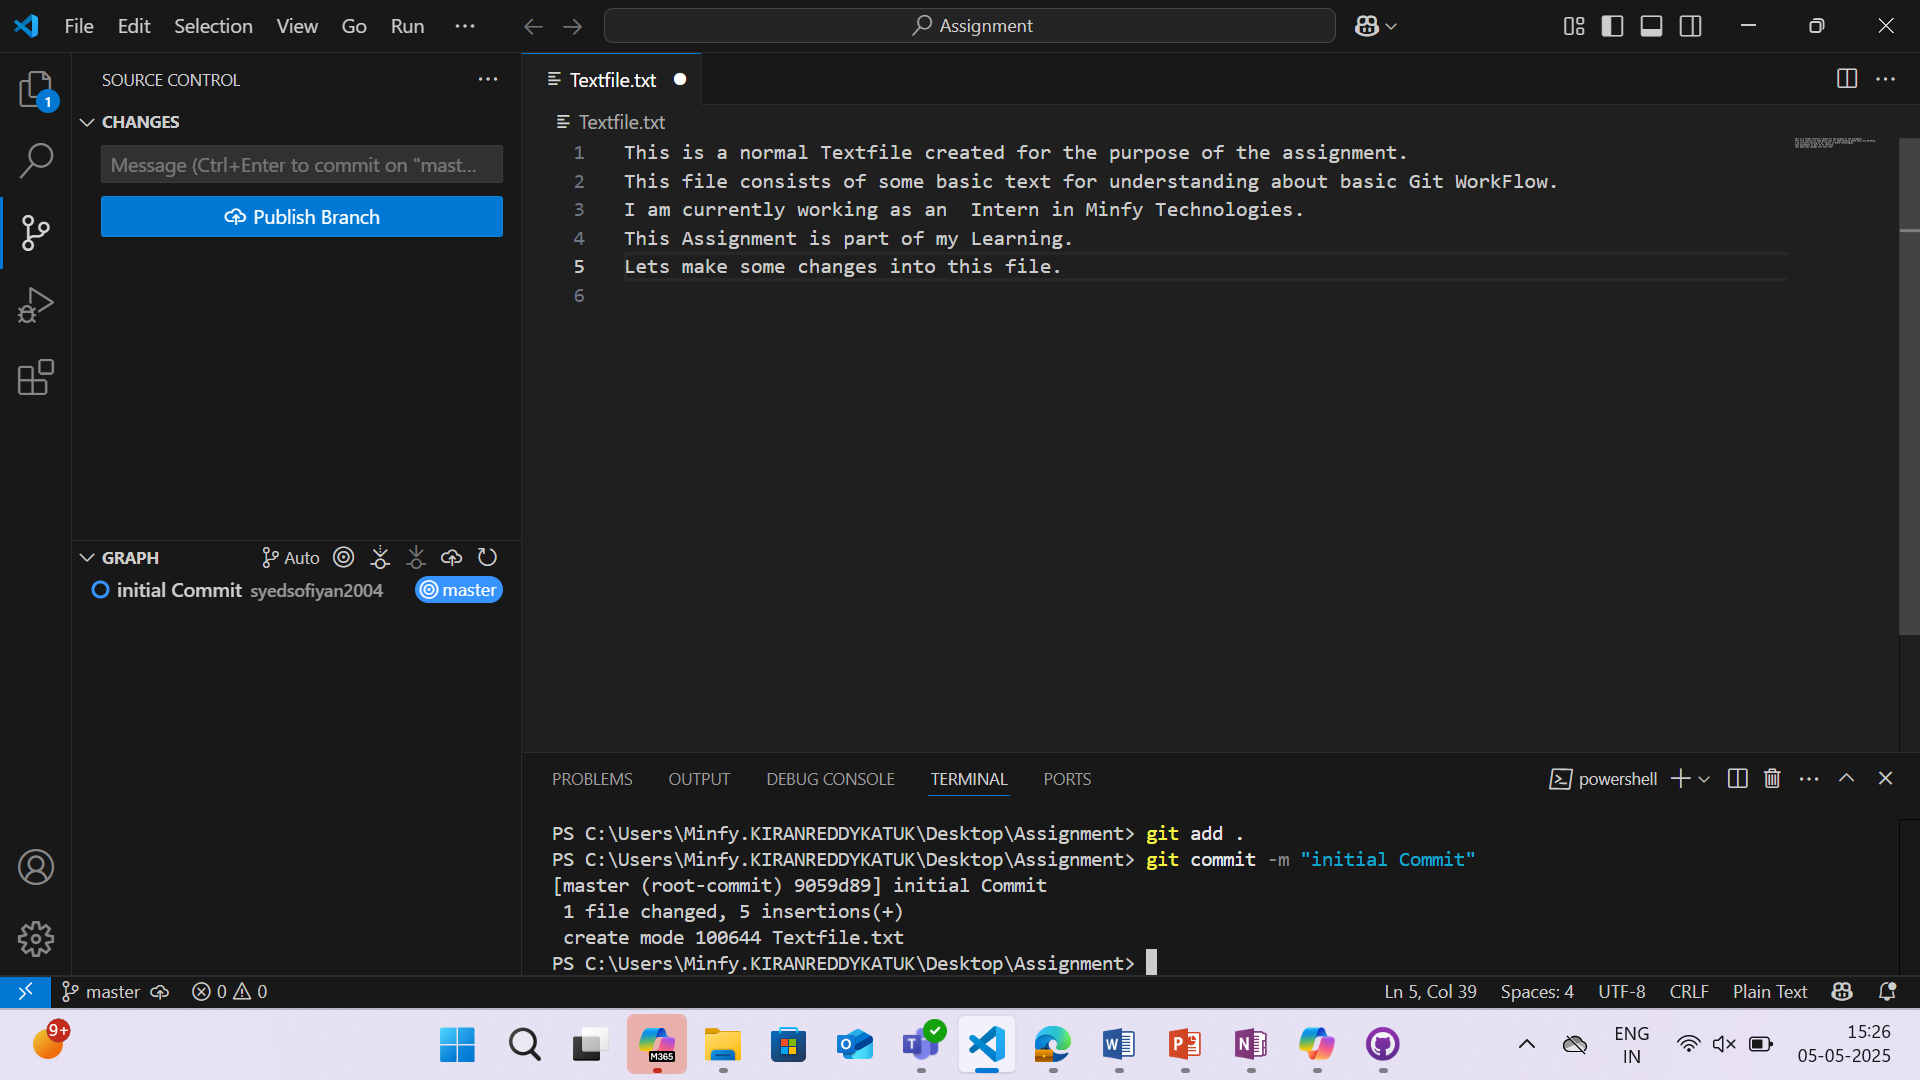 File Edit Selection View Go Run
Assignment
SOURCE CONTROL
Textfile.txt
1
CHANGES
Message (Ctrl+Enter to commit on "mast...
Publish Branch
Textfile.txt
1 This is a normal Textfile created for the purpose of the assignment.
2 This file consists of some basic text for understanding about basic Git WorkFlow.
3 I am currently working as an  Intern in Minfy Technologies.
4 This Assignment is part of my Learning.
5 Lets make some changes into this file.
6
GRAPH Auto
initial Commit syedsofiyan2004 master
PROBLEMS OUTPUT DEBUG CONSOLE TERMINAL PORTS
powershell
PS C:\Users\Minfy.KIRANREDDYKATUK\Desktop\Assignment> git add .
PS C:\Users\Minfy.KIRANREDDYKATUK\Desktop\Assignment> git commit -m "initial Commit"
[master (root-commit) 9059d89] initial Commit
 1 file changed, 5 insertions(+)
 create mode 100644 Textfile.txt
PS C:\Users\Minfy.KIRANREDDYKATUK\Desktop\Assignment>
master 0 0
Ln 5, Col 39 Spaces: 4 UTF-8 CRLF Plain Text
9+
M365
ENG
IN
15:26
05-05-2025